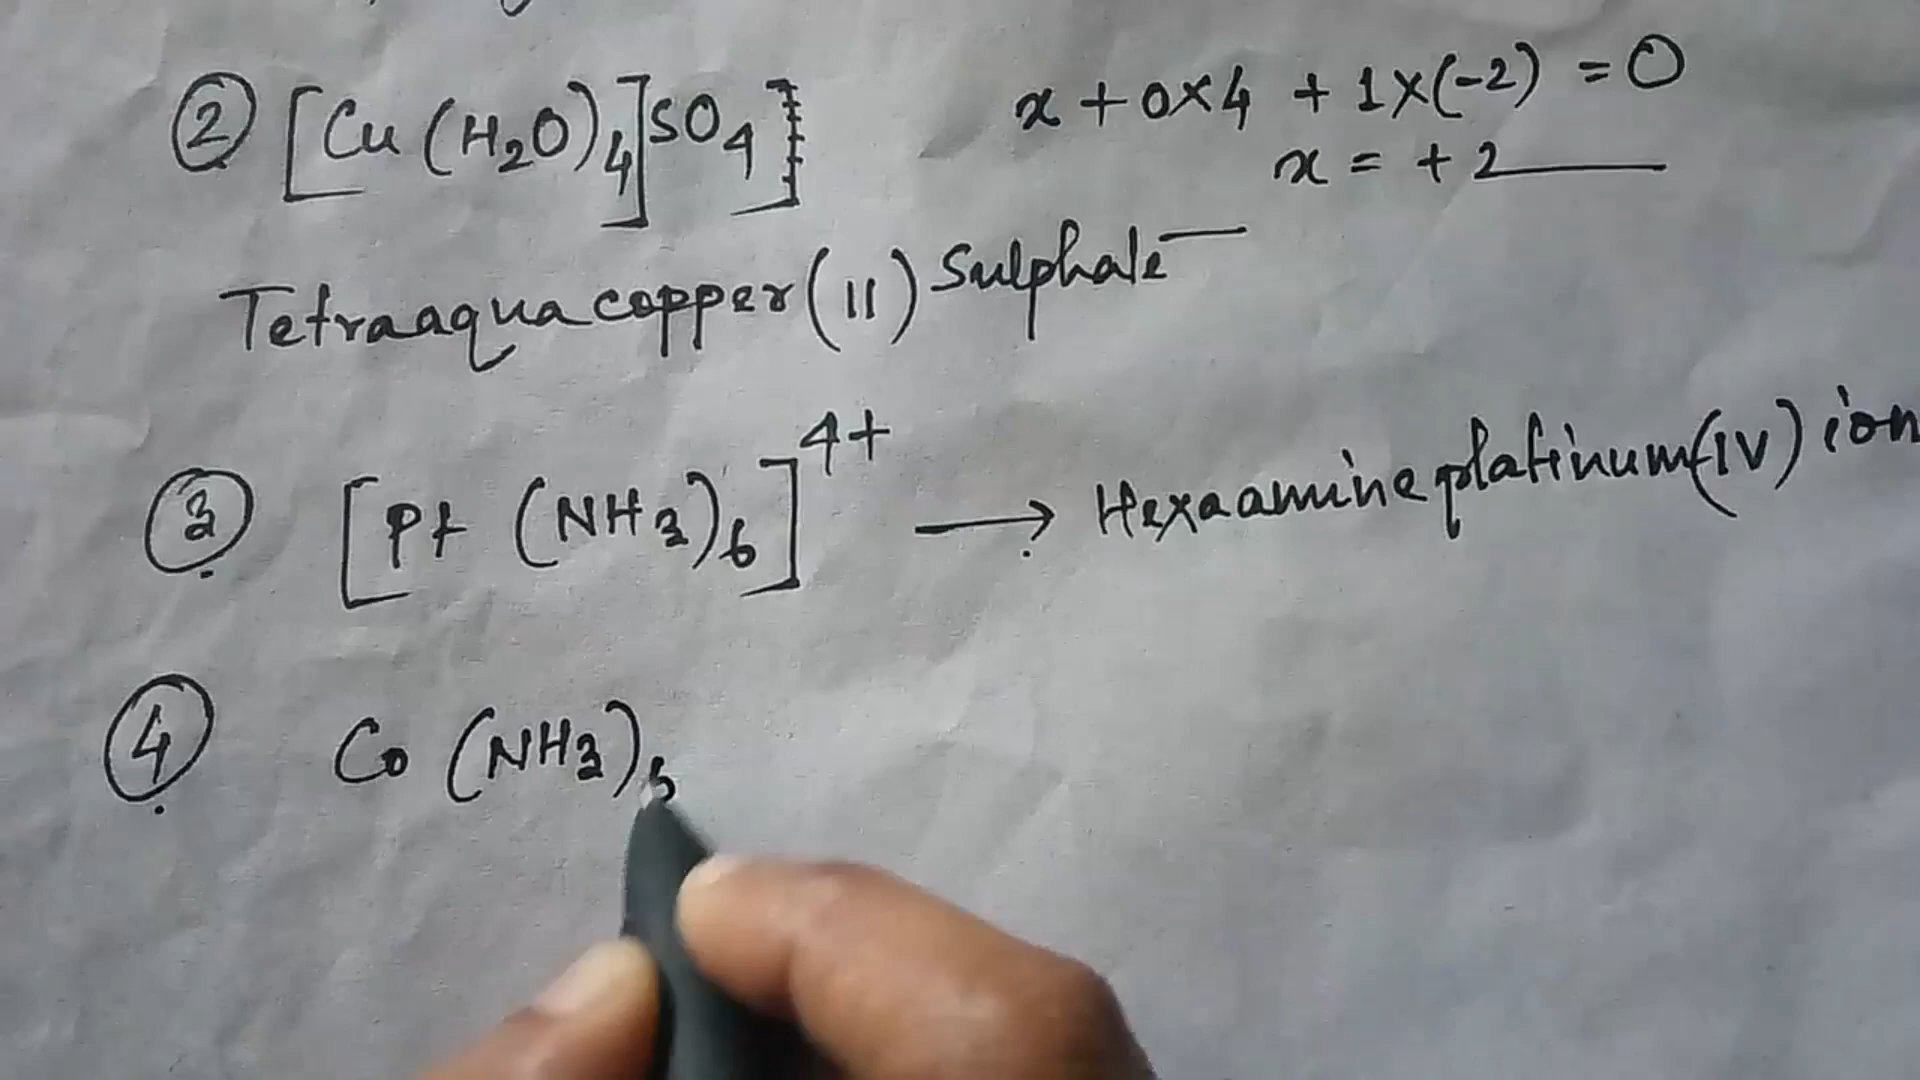 ② [Cu(H₂O)₄]SO₄] x + 0×4 + 1×(-2) = 0
x = +2
Tetraaquacopper(II) Sulphate
③ [Pt (NH₃)₆]⁴⁺ → Hexaamineplatinum(IV) ion
④ Co (NH₃)